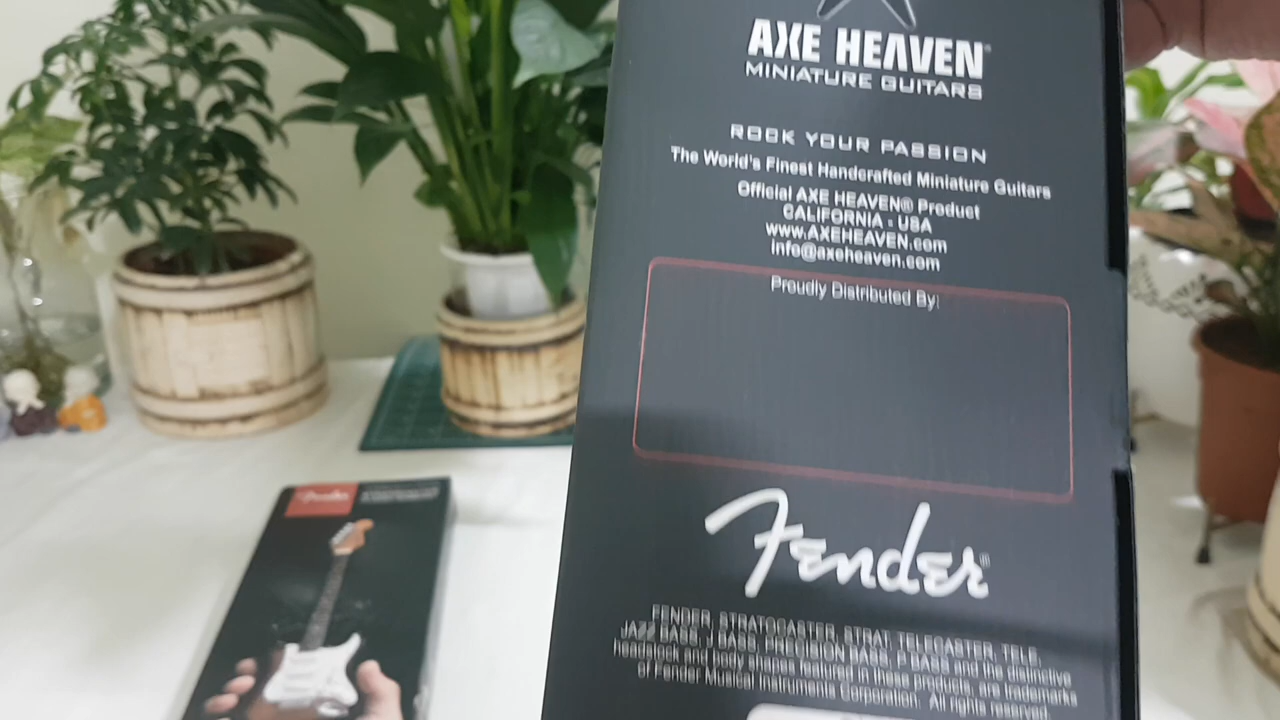 AXE HEAVEN®
MINIATURE GUITARS
ROCK YOUR PASSION
The World's Finest Handcrafted Miniature Guitars
Official AXE HEAVEN® Product
CALIFORNIA • USA
www.AXEHEAVEN.com
info@axeheaven.com
Proudly Distributed By:
Fender®
FENDER, STRATOCASTER, STRAT, TELECASTER, TELE,
JAZZ BASS, J BASS, PRECISION BASS, P BASS and the distinctive
headstock and body shapes featured in these products, are trademarks
of Fender Musical Instruments Corporation. All rights reserved.
Fender